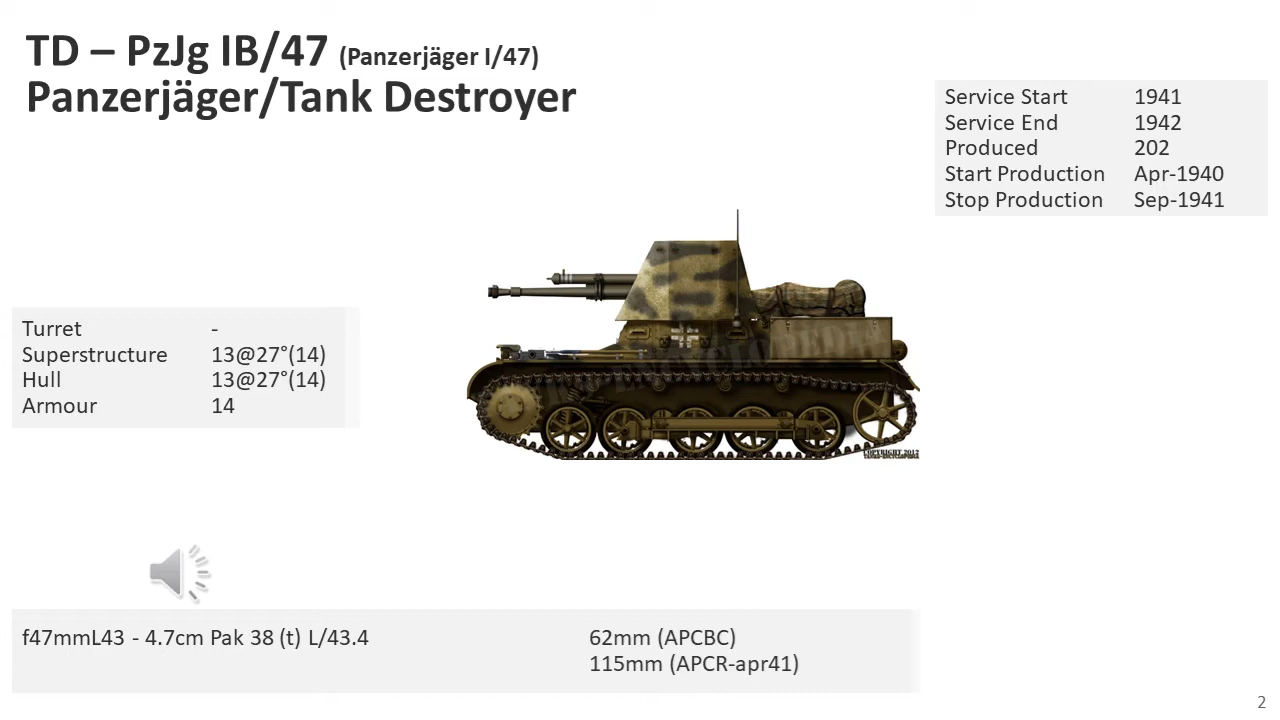 TD – PzJg IB/47 (Panzerjäger I/47)
Panzerjäger/Tank Destroyer
Service Start 1941
Service End 1942
Produced 202
Start Production Apr-1940
Stop Production Sep-1941
Turret -
Superstructure 13@27°(14)
Hull 13@27°(14)
Armour 14
COPYRIGHT 2017
f47mmL43 - 4.7cm Pak 38 (t) L/43.4 62mm (APCBC)
115mm (APCR-apr41)
2